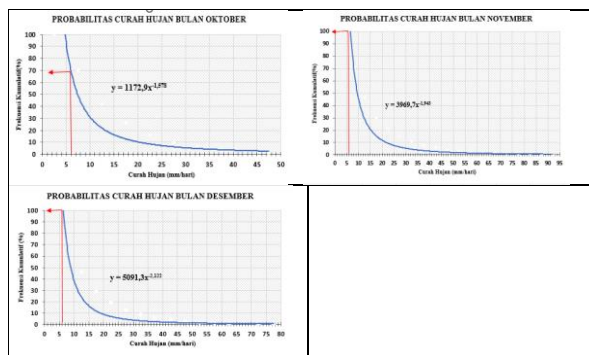 PROBABILITAS CURAH HUJAN BULAN OKTOBER
Frekuensi Kumulatif(%)
100
90
80
70
60
50
40
30
20
10
0
y = 1172,9x
0 5 10 15 20 25 30 35 40 45 50
Curah Hujan (mm/hari)
PROBABILITAS CURAH HUJAN BULAN NOVEMBER
Frekuensi Kumulatif (%)
100
90
80
70
60
50
40
30
20
10
0
y = 3969,7x
0 5 10 15 20 25 30 35 40 45 50 55 60 65 70 75 80 85 90 95
Curah Hujan (mm/hari)
PROBABILITAS CURAH HUJAN BULAN DESEMBER
Frekuensi Kumulatif (%)
100
90
80
70
60
50
40
30
20
10
0
y = 5091,3x
0 5 10 15 20 25 30 35 40 45 50 55 60 65 70 75 80
Curah Hujan (mm/hari)